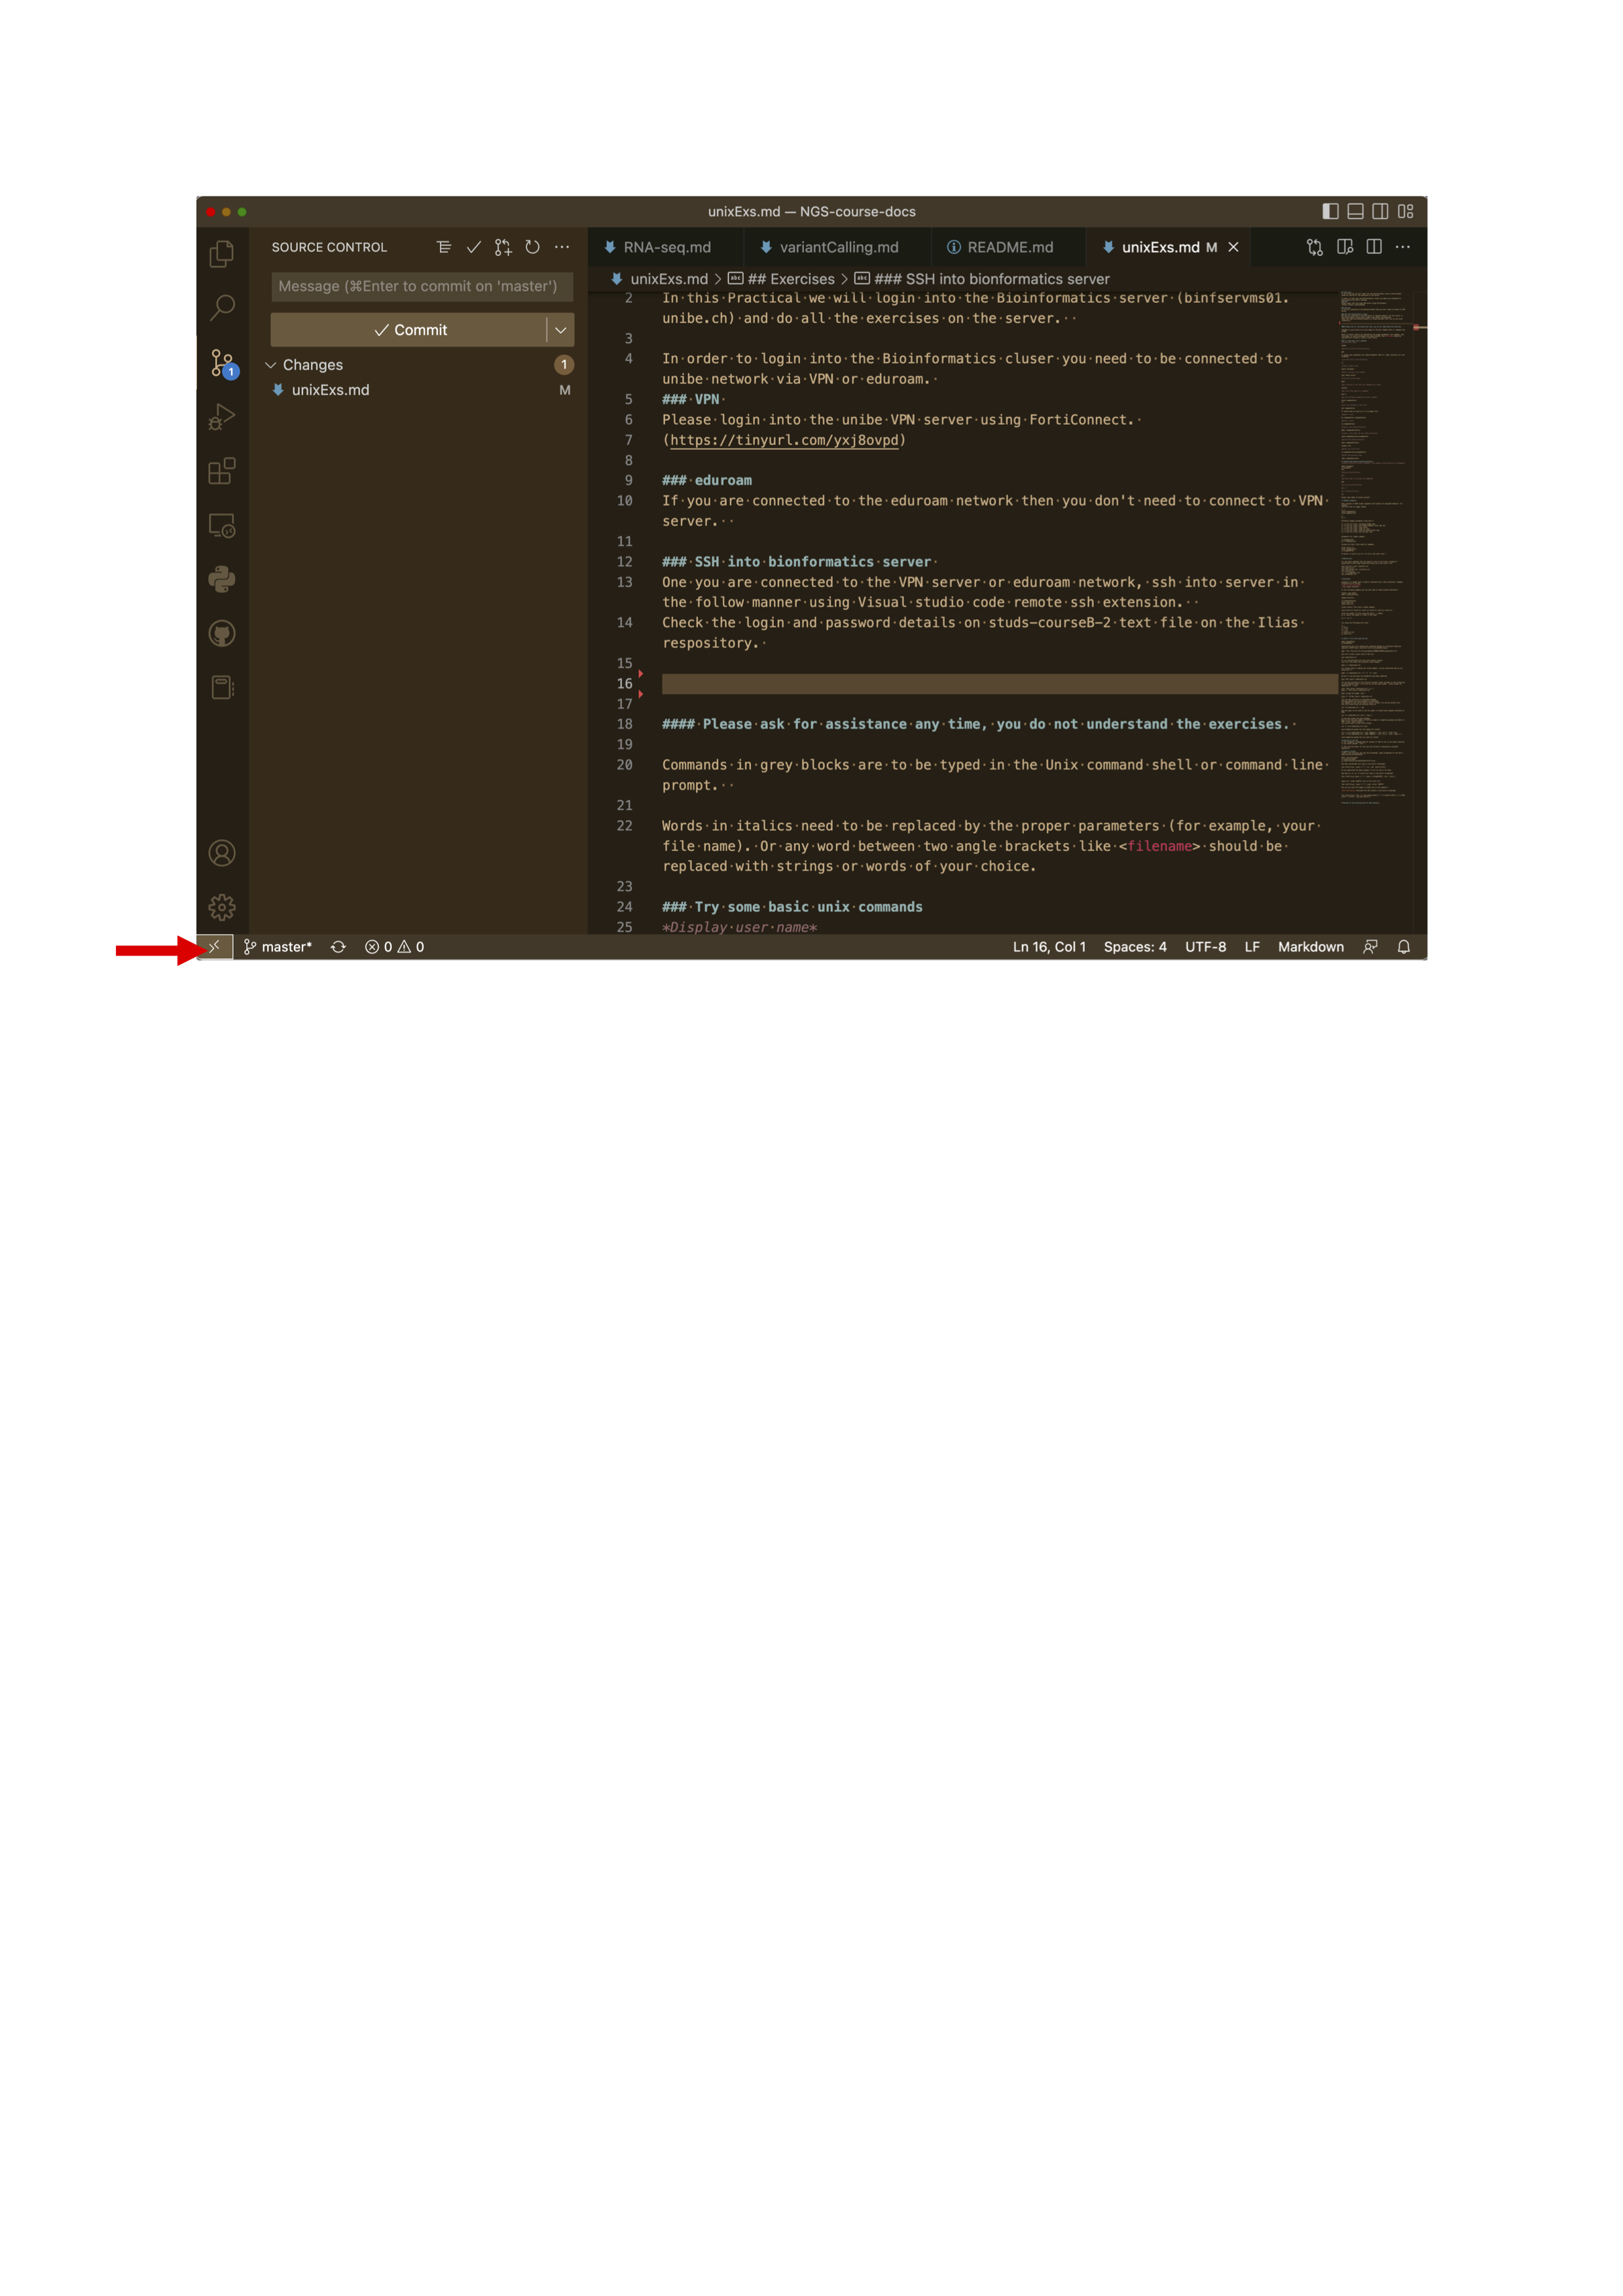 unixExs.md — NGS-course-docs
SOURCE CONTROL
Message (⌘Enter to commit on 'master')
Commit
Changes
1
unixExs.md
M
1
RNA-seq.md
variantCalling.md
README.md
unixExs.md M
unixExs.md > ## Exercises > ### SSH into bionformatics server
2 In this Practical we will login into the Bioinformatics server (binfservms01.
unibe.ch) and do all the exercises on the server.
3
4 In order to login into the Bioinformatics cluser you need to be connected to
unibe network via VPN or eduroam.
5 ### VPN
6 Please login into the unibe VPN server using FortiConnect.
7 (https://tinyurl.com/yxj8ovpd)
8
9 ### eduroam
10 If you are connected to the eduroam network then you don't need to connect to VPN
server.
11
12 ### SSH into bionformatics server
13 One you are connected to the VPN server or eduroam network, ssh into server in
the follow manner using Visual studio code remote ssh extension.
14 Check the login and password details on studs-courseB-2 text file on the Ilias
respository.
15
16
17
18 #### Please ask for assistance any time, you do not understand the exercises.
19
20 Commands in grey blocks are to be typed in the Unix command shell or command line
prompt.
21
22 Words in italics need to be replaced by the proper parameters (for example, your
file name). Or any word between two angle brackets like <filename> should be
replaced with strings or words of your choice.
23
24 ### Try some basic unix commands
25 *Display user name*
master*
0
0
Ln 16, Col 1
Spaces: 4
UTF-8
LF
Markdown